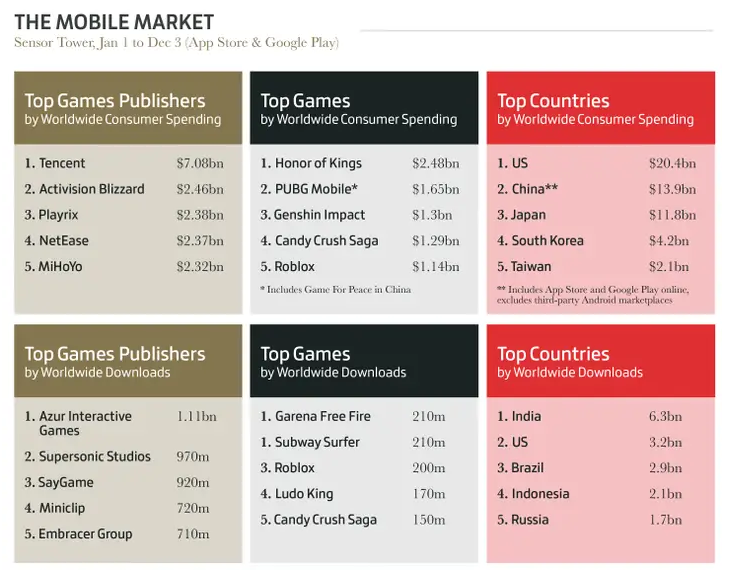 THE MOBILE MARKET
Sensor Tower, Jan 1 to Dec 3 (App Store & Google Play)
Top Games Publishers
by Worldwide Consumer Spending
1. Tencent $7.08bn
2. Activision Blizzard $2.46bn
3. Playrix $2.38bn
4. NetEase $2.37bn
5. MiHoYo $2.32bn
Top Games
by Worldwide Consumer Spending
1. Honor of Kings $2.48bn
2. PUBG Mobile* $1.65bn
3. Genshin Impact $1.3bn
4. Candy Crush Saga $1.29bn
5. Roblox $1.14bn
* Includes Game For Peace in China
Top Countries
by Worldwide Consumer Spending
1. US $20.4bn
2. China** $13.9bn
3. Japan $11.8bn
4. South Korea $4.2bn
5. Taiwan $2.1bn
** Includes App Store and Google Play online,
excludes third-party Android marketplaces
Top Games Publishers
by Worldwide Downloads
1. Azur Interactive 1.11bn
Games
2. Supersonic Studios 970m
3. SayGame 920m
4. Miniclip 720m
5. Embracer Group 710m
Top Games
by Worldwide Downloads
1. Garena Free Fire 210m
1. Subway Surfer 210m
3. Roblox 200m
4. Ludo King 170m
5. Candy Crush Saga 150m
Top Countries
by Worldwide Downloads
1. India 6.3bn
2. US 3.2bn
3. Brazil 2.9bn
4. Indonesia 2.1bn
5. Russia 1.7bn